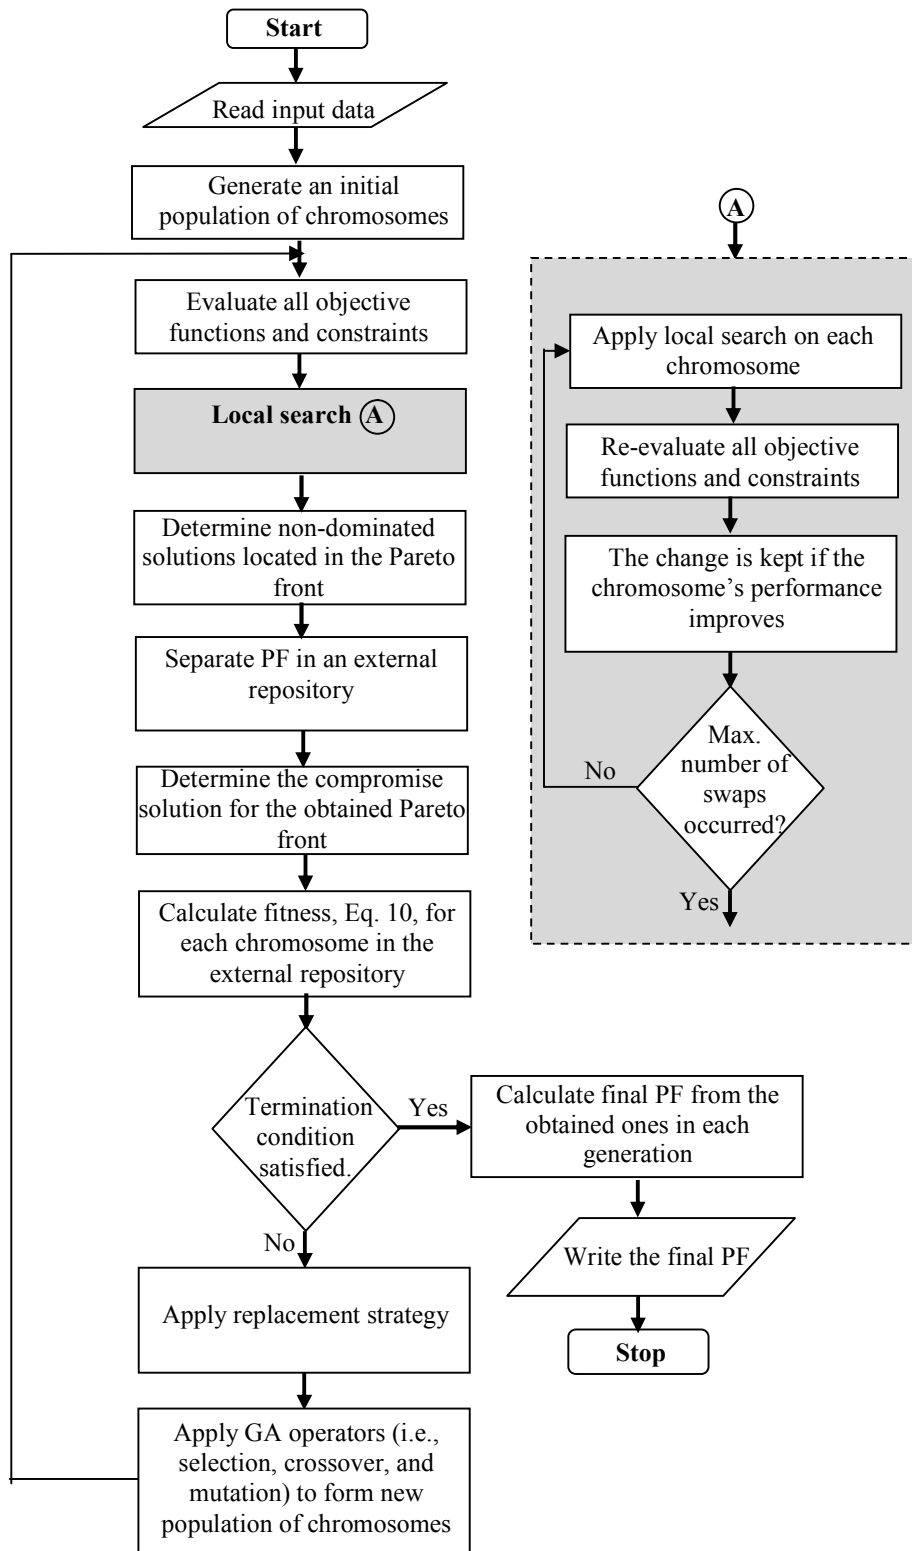 Start
Read input data
Generate an initial
population of chromosomes
Evaluate all objective
functions and constraints
Local search A
Determine non-dominated
solutions located in the Pareto
front
Separate PF in an external
repository
Determine the compromise
solution for the obtained Pareto
front
Calculate fitness, Eq. 10, for
each chromosome in the
external repository
Termination
condition
satisfied.
Yes
No
Apply replacement strategy
Apply GA operators (i.e.,
selection, crossover, and
mutation) to form new
population of chromosomes
Calculate final PF from the
obtained ones in each
generation
Write the final PF
Stop
A
Apply local search on each
chromosome
Re-evaluate all objective
functions and constraints
The change is kept if the
chromosome’s performance
improves
Max.
number of
swaps
occurred?
No
Yes